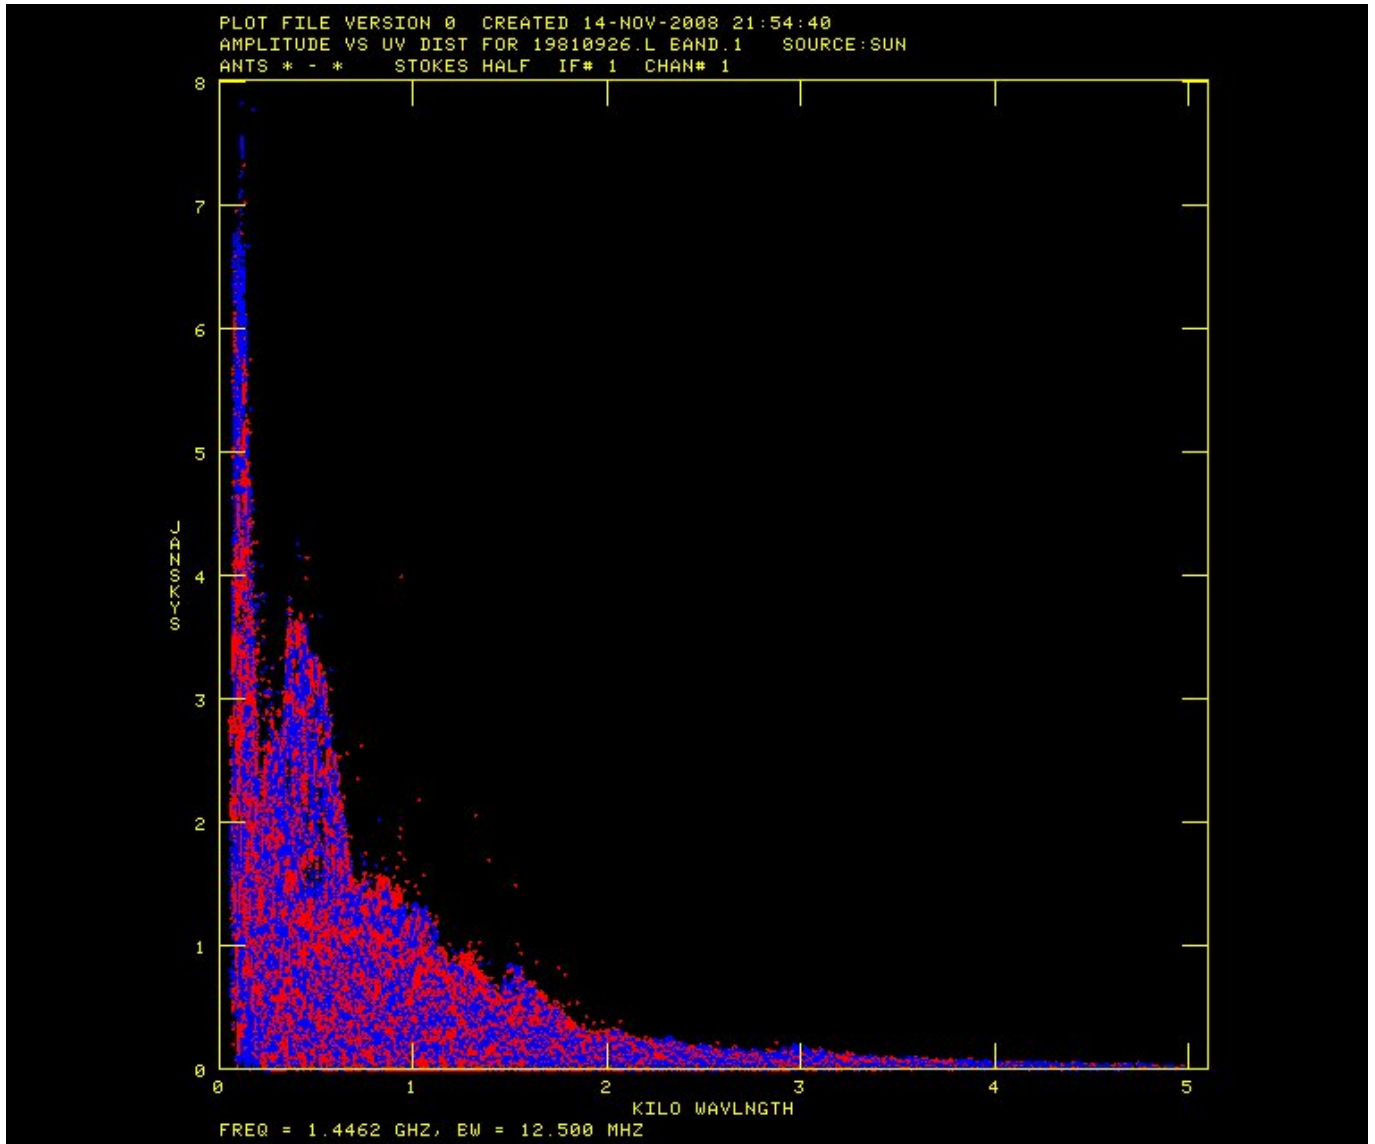 PLOT FILE VERSION 0  CREATED 14-NOV-2008 21:54:40
AMPLITUDE VS UV DIST FOR 19810926.L BAND.1   SOURCE:SUN
ANTS * - *    STOKES HALF  IF# 1  CHAN# 1
8
7
6
5
JANSKYS
4
3
2
1
0
0 1 2 3 4 5
KILO WAVLNGTH
FREQ = 1.4462 GHZ, BW = 12.500 MHZ